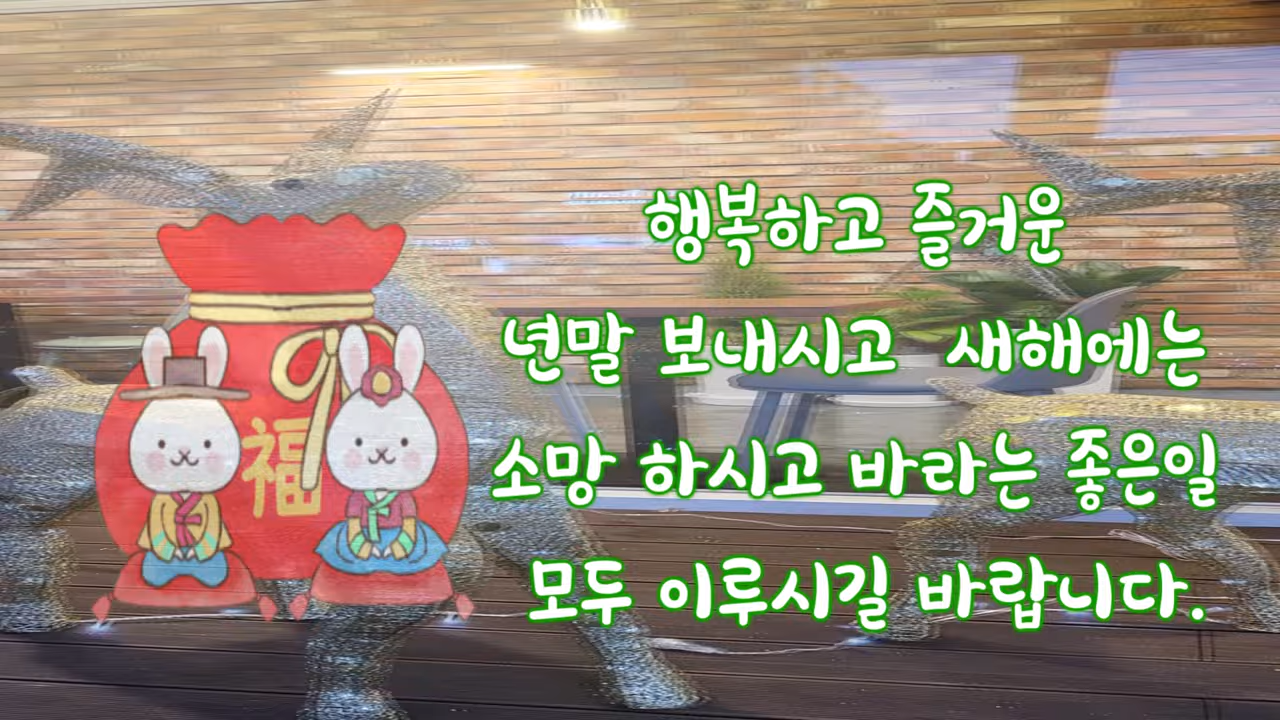 행복하고 즐거운
년말 보내시고 새해에는
소망 하시고 바라는 좋은일
모두 이루시길 바랍니다.
福